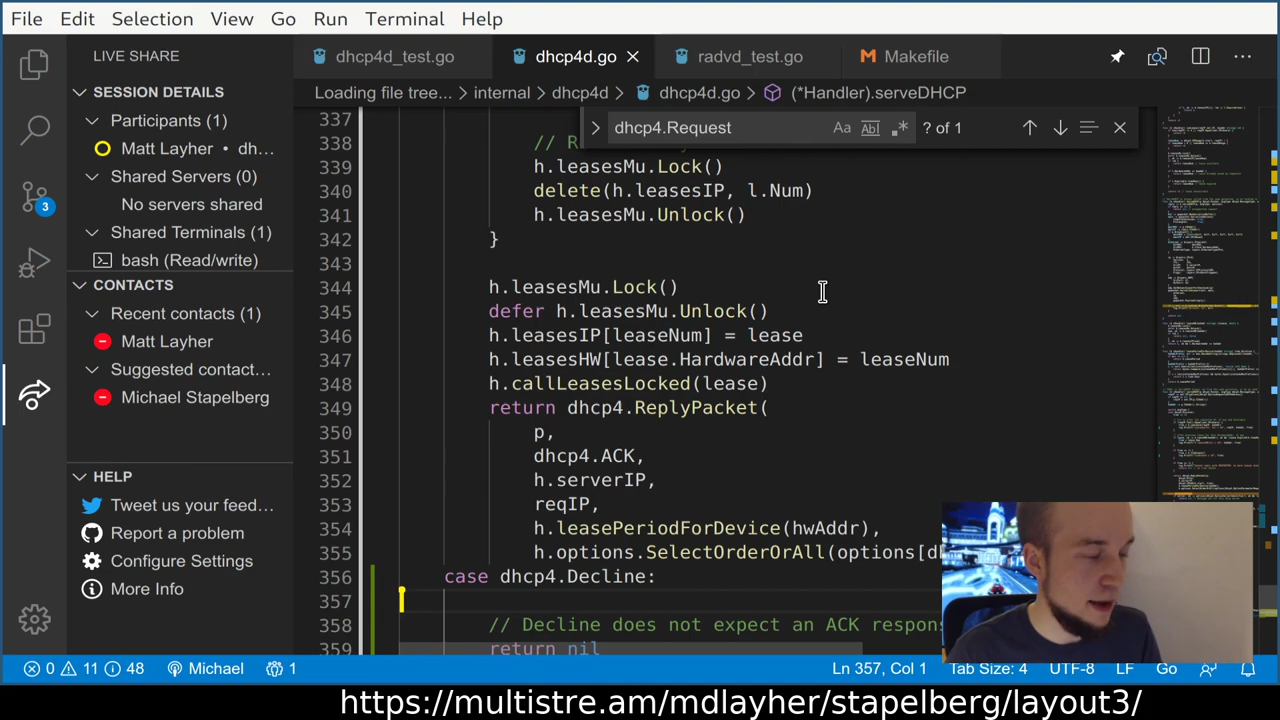 File Edit Selection View Go Run Terminal Help
LIVE SHARE
dhcp4d_test.go
dhcp4d.go
radvd_test.go
Makefile
SESSION DETAILS
Participants (1)
Matt Layher • dh...
Shared Servers (0)
No servers shared
Shared Terminals (1)
bash (Read/write)
CONTACTS
Recent contacts (1)
Matt Layher
Suggested contact...
Michael Stapelberg
HELP
Tweet us your feed...
Report a problem
Configure Settings
More Info
3
Loading file tree... > internal > dhcp4d > dhcp4d.go > (*Handler).serveDHCP
dhcp4.Request Aa Abl .* ? of 1
337
338 // R
339 h.leasesMu.Lock()
340 delete(h.leasesIP, l.Num)
341 h.leasesMu.Unlock()
342 }
343
344 h.leasesMu.Lock()
345 defer h.leasesMu.Unlock()
346 h.leasesIP[leaseNum] = lease
347 h.leasesHW[lease.HardwareAddr] = leaseNum
348 h.callLeasesLocked(lease)
349 return dhcp4.ReplyPacket(
350 p,
351 dhcp4.ACK,
352 h.serverIP,
353 reqIP,
354 h.leasePeriodForDevice(hwAddr),
355 h.options.SelectOrderOrAll(options[d
356 case dhcp4.Decline:
357
358 // Decline does not expect an ACK respons
359 return nil
0 11 48 Michael 1 Ln 357, Col 1 Tab Size: 4 UTF-8 LF Go
https://multistre.am/mdlayher/stapelberg/layout3/